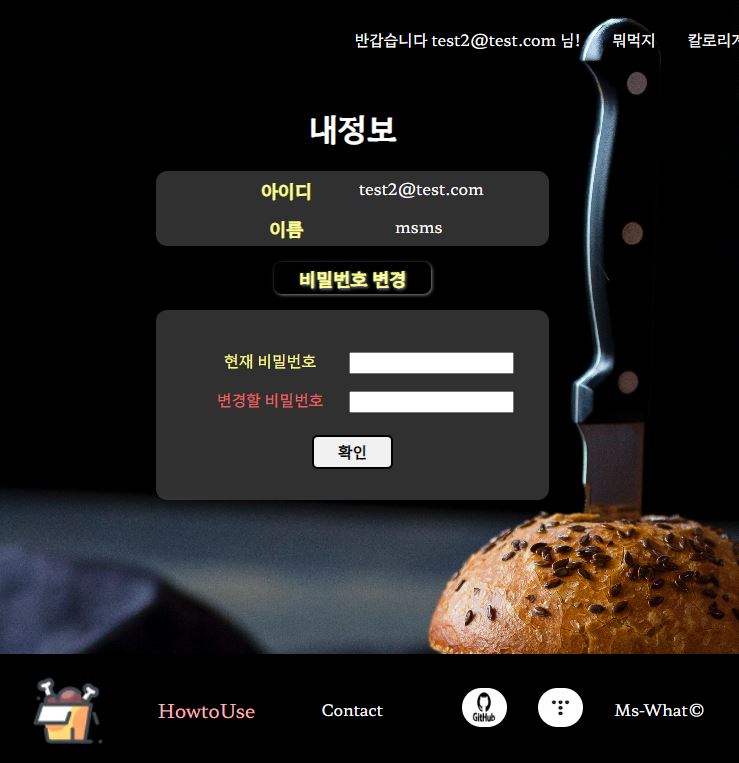 반갑습니다 test2@test.com 님! 뭐먹지 칼로리
내정보
아이디 test2@test.com
이름 msms
비밀번호 변경
현재 비밀번호
변경할 비밀번호
확인
HowtoUse Contact GitHub Ms-What©